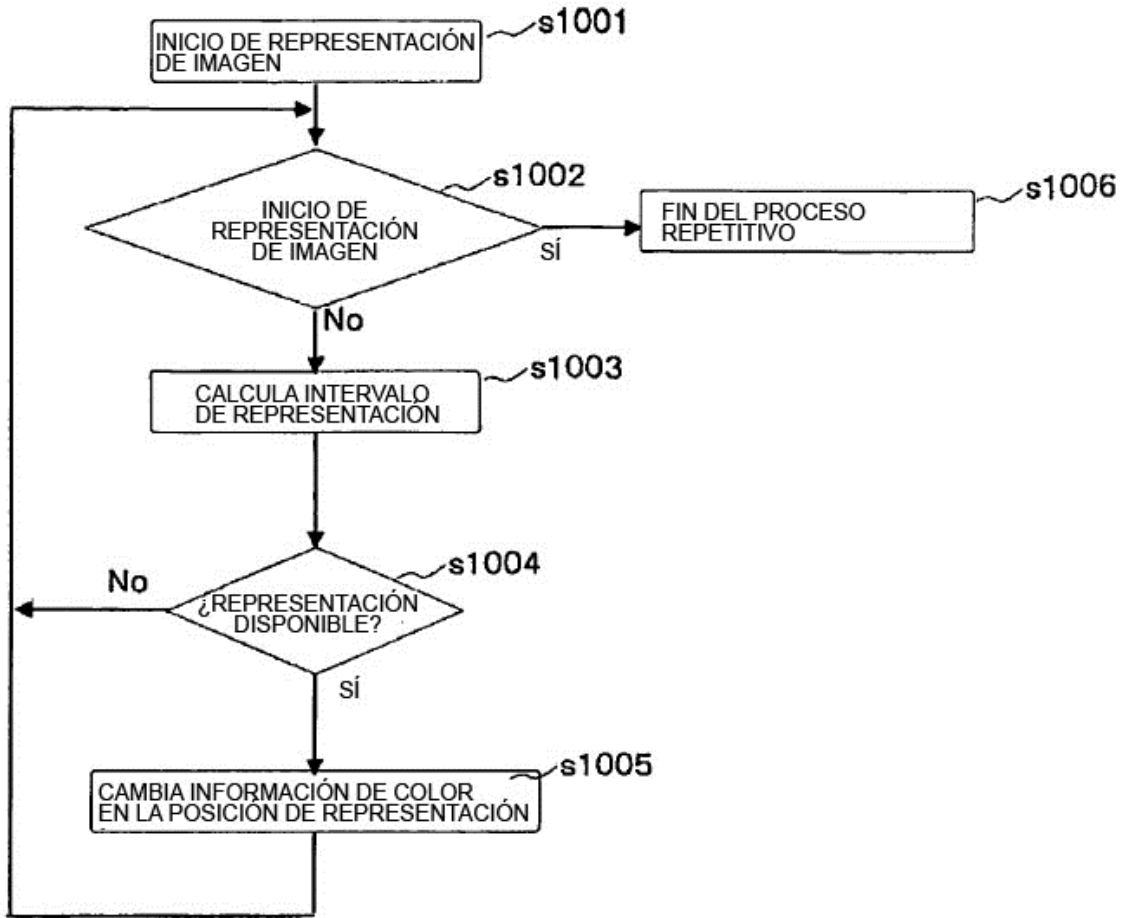 s1001
INICIO DE REPRESENTACIÓN
DE IMAGEN
s1002
INICIO DE
REPRESENTACIÓN
DE IMAGEN
SÍ
s1006
FIN DEL PROCESO
REPETITIVO
No
s1003
CALCULA INTERVALO
DE REPRESENTACIÓN
s1004
No
¿REPRESENTACIÓN
DISPONIBLE?
SÍ
s1005
CAMBIA INFORMACIÓN DE COLOR
EN LA POSICIÓN DE REPRESENTACIÓN